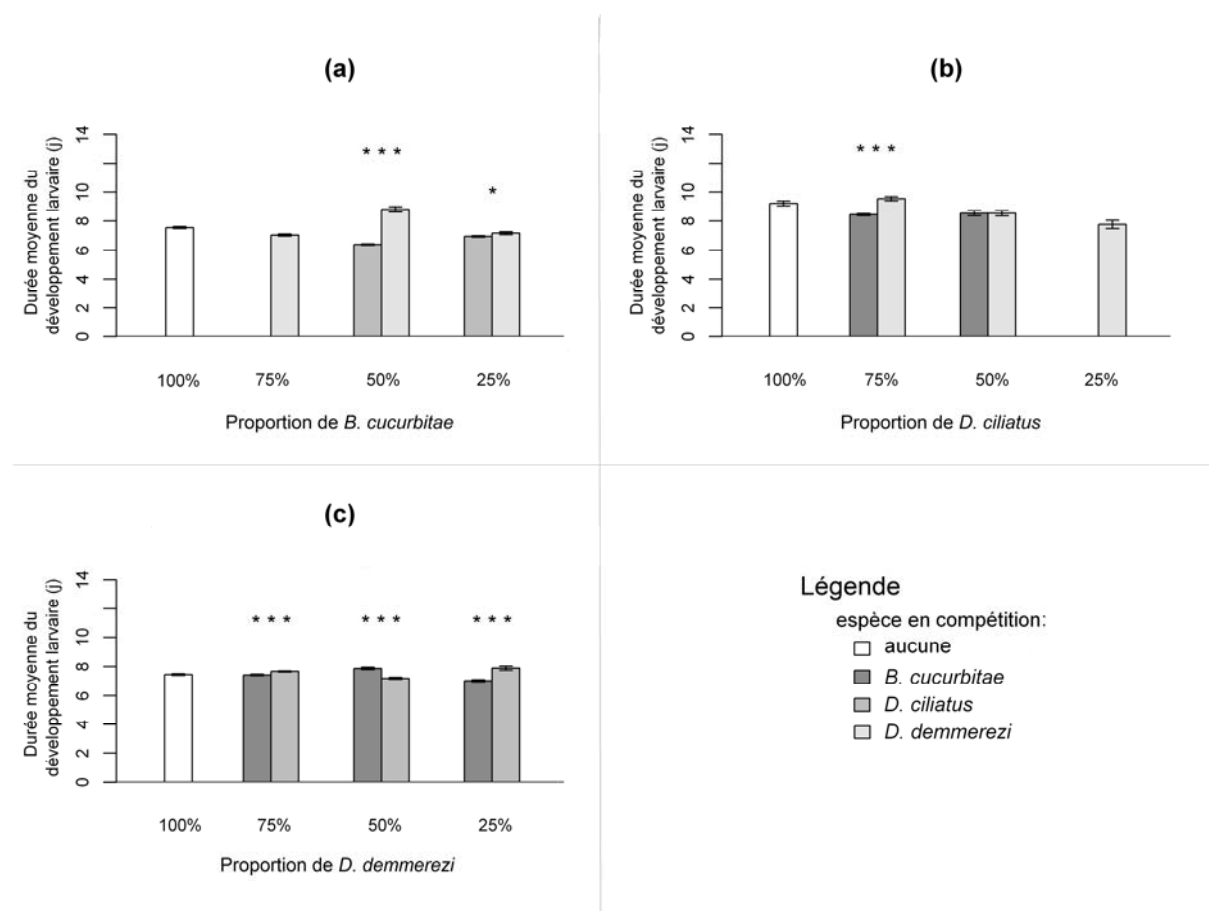 (a)
Durée moyenne du
développement larvaire (j)
14
10
8
6
4
2
0
* * *
*
100% 75% 50% 25%
Proportion de B. cucurbitae
(b)
Durée moyenne du
développement larvaire (j)
14
10
8
6
4
2
0
* * *
100% 75% 50% 25%
Proportion de D. ciliatus
(c)
Durée moyenne du
développement larvaire (j)
14
10
8
6
4
2
0
* * * * * * * * *
100% 75% 50% 25%
Proportion de D. demmerezi
Légende
espèce en compétition:
aucune
B. cucurbitae
D. ciliatus
D. demmerezi